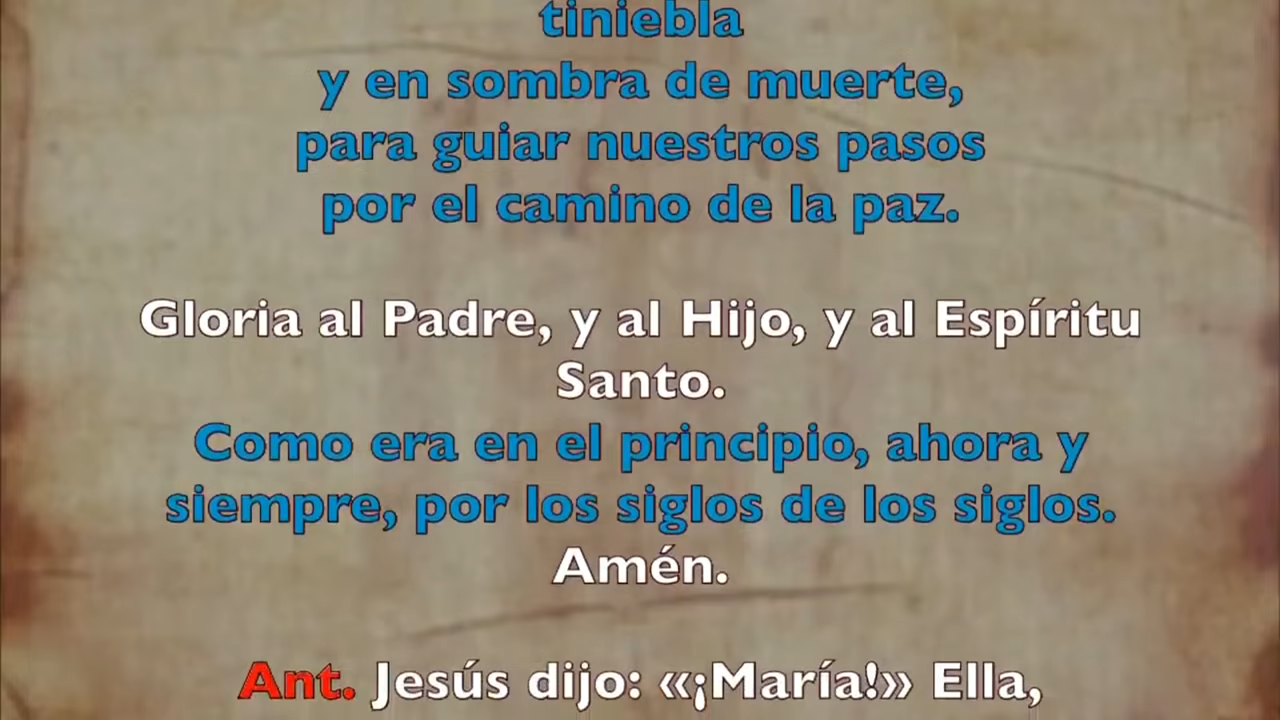 tiniebla
y en sombra de muerte,
para guiar nuestros pasos
por el camino de la paz.
Gloria al Padre, y al Hijo, y al Espíritu
Santo.
Como era en el principio, ahora y
siempre, por los siglos de los siglos.
Amén.
Ant. Jesús dijo: «¡María!» Ella,